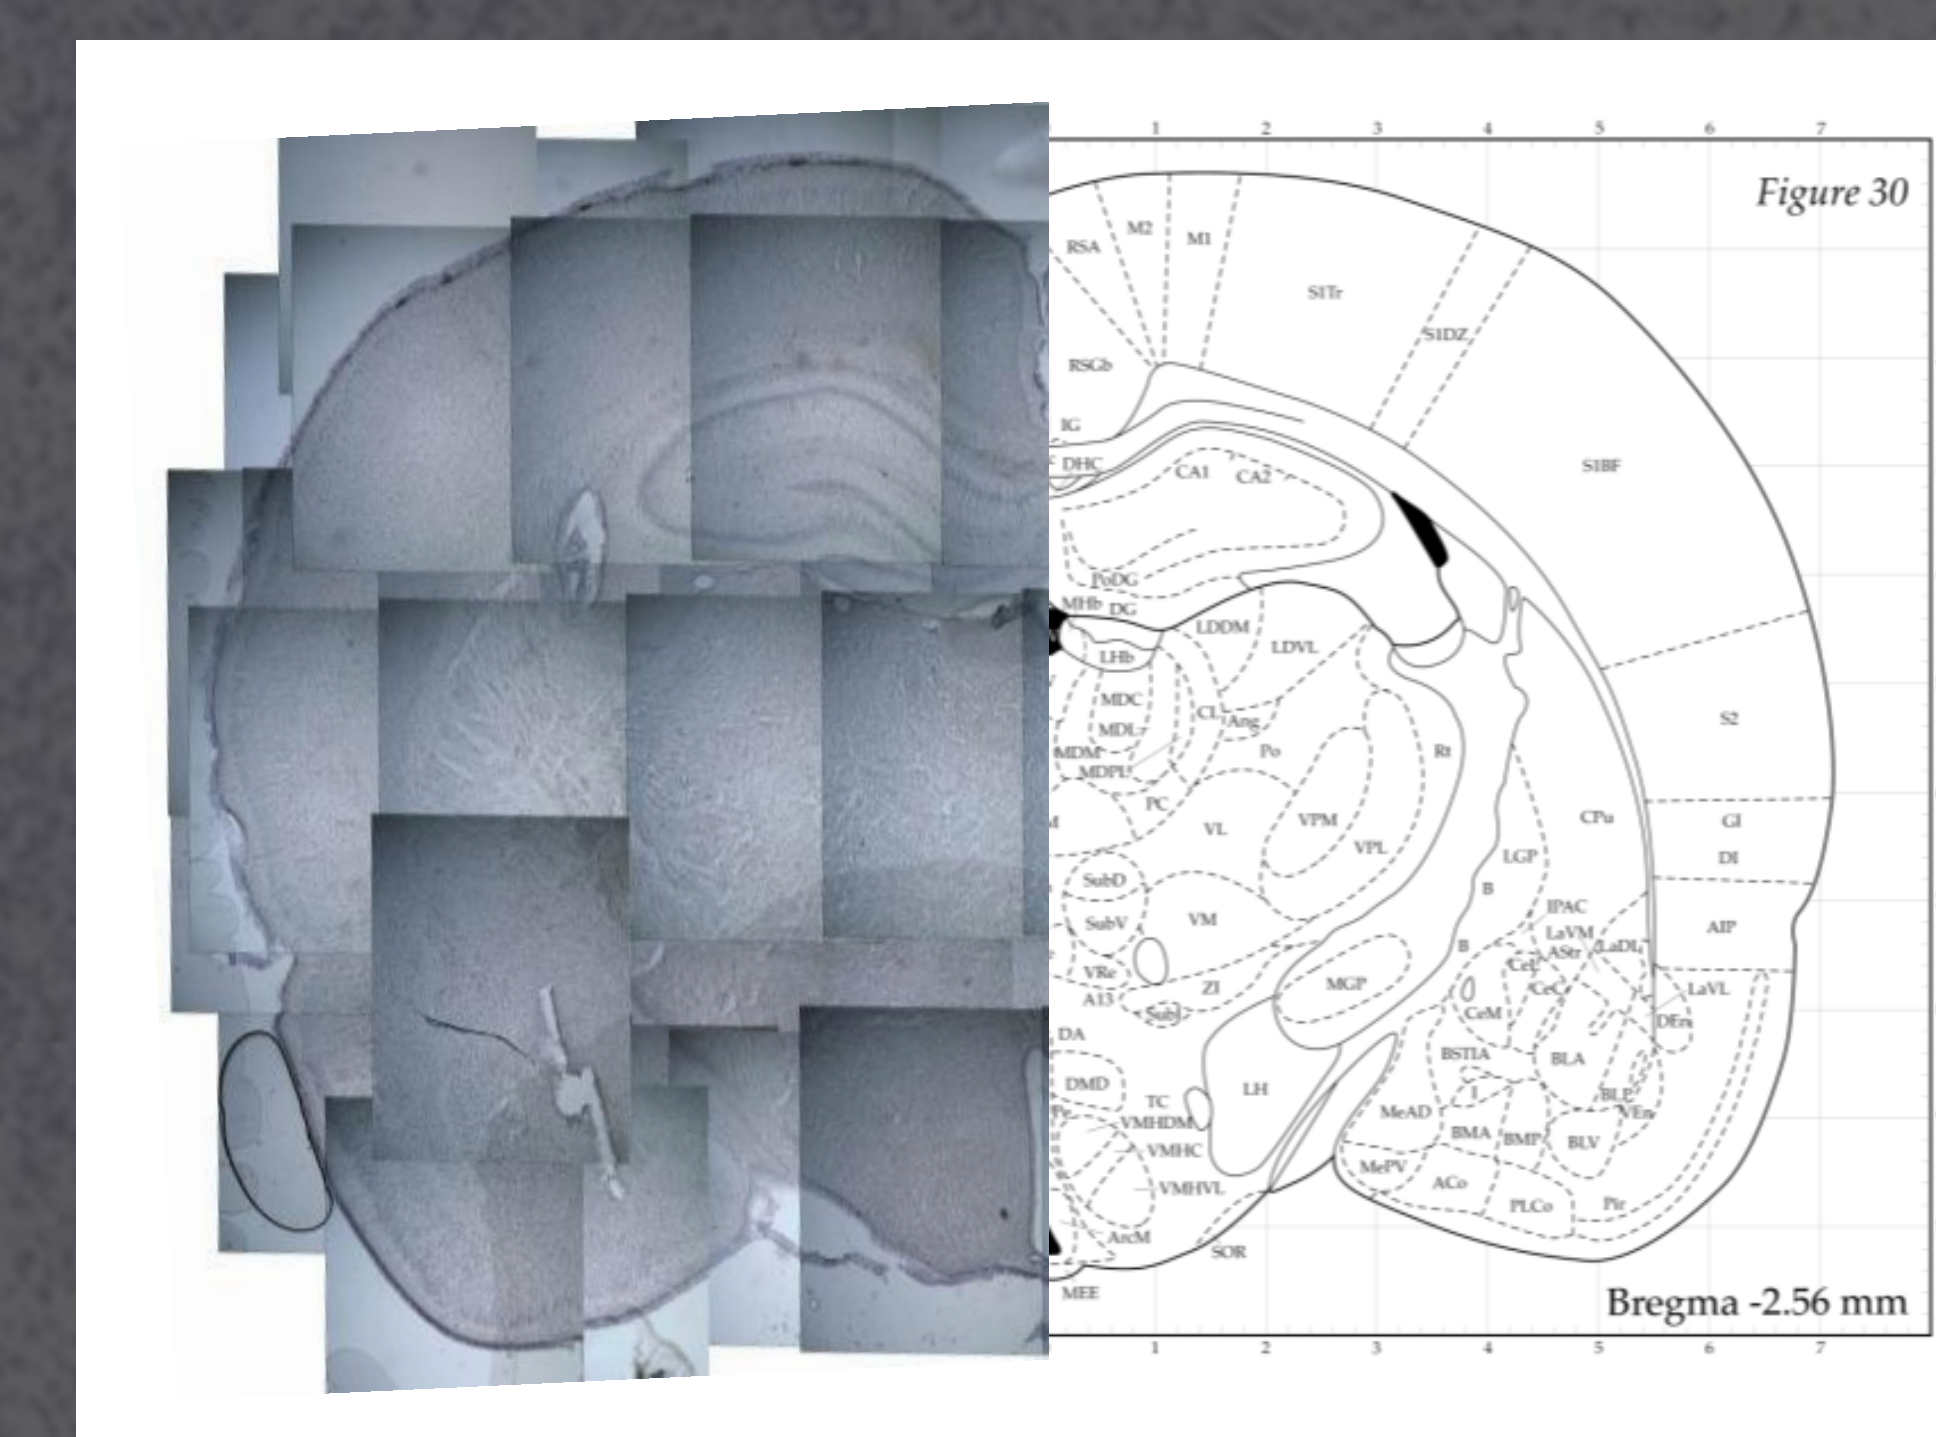 1 2 3 4 5 6 7
Figure 30
M2
M1
RSA
S1Tr
S1DZ
RSGb
IG
DHC
CA1
CA2
S1BF
PoDG
MHb
DG
LDDM
LDVL
LHb
MDC
CL
Ang
MDL
MDM
Po
Rt
MDPL
S2
PC
VL
VPM
VPL
CPu
GI
LGP
DI
SubD
B
SubV
VM
IPAC
AIP
LaVM
AStr
LaDL
B
VRe
ZI
MGP
CeC
LaVL
A13
SubI
CeM
DEn
DA
BSTIA
BLA
DMD
LH
TC
I
BLP
VEn
MeAD
VMHDM
BMA
BMP
BLV
VMHC
MePV
ACo
VMHVL
PLCo
Pir
ArcM
SOR
MEE
Bregma -2.56 mm
1 2 3 4 5 6 7